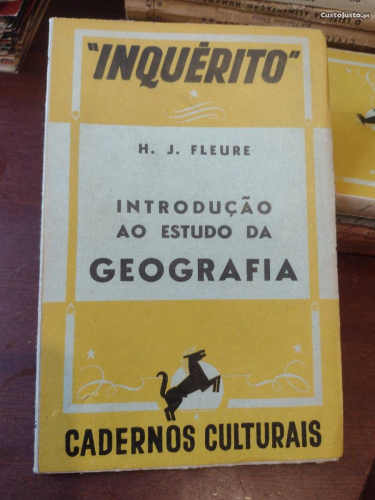 CustoJusto.pt
"INQUÉRITO"
H. J. FLEURE
INTRODUÇÃO
AO ESTUDO DA
GEOGRAFIA
CADERNOS CULTURAIS